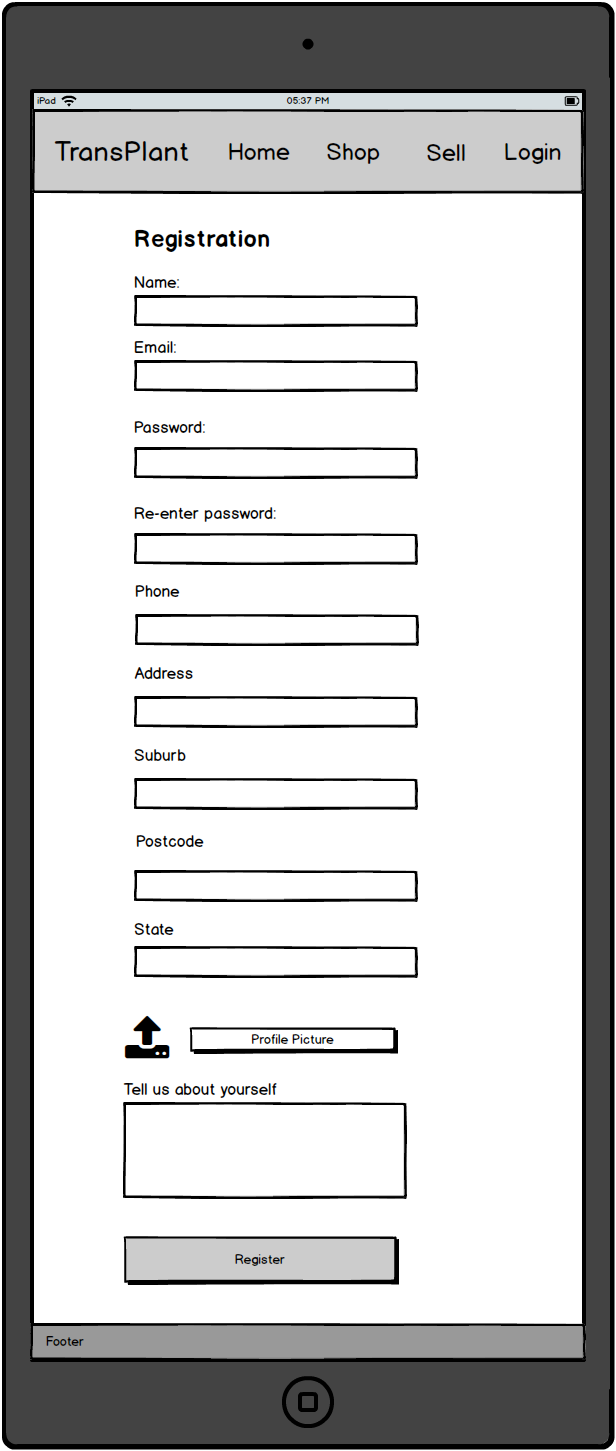 iPad 05:37 PM
TransPlant Home Shop Sell Login
Registration
Name:
Email:
Password:
Re-enter password:
Phone
Address
Suburb
Postcode
State
Profile Picture
Tell us about yourself
Register
Footer